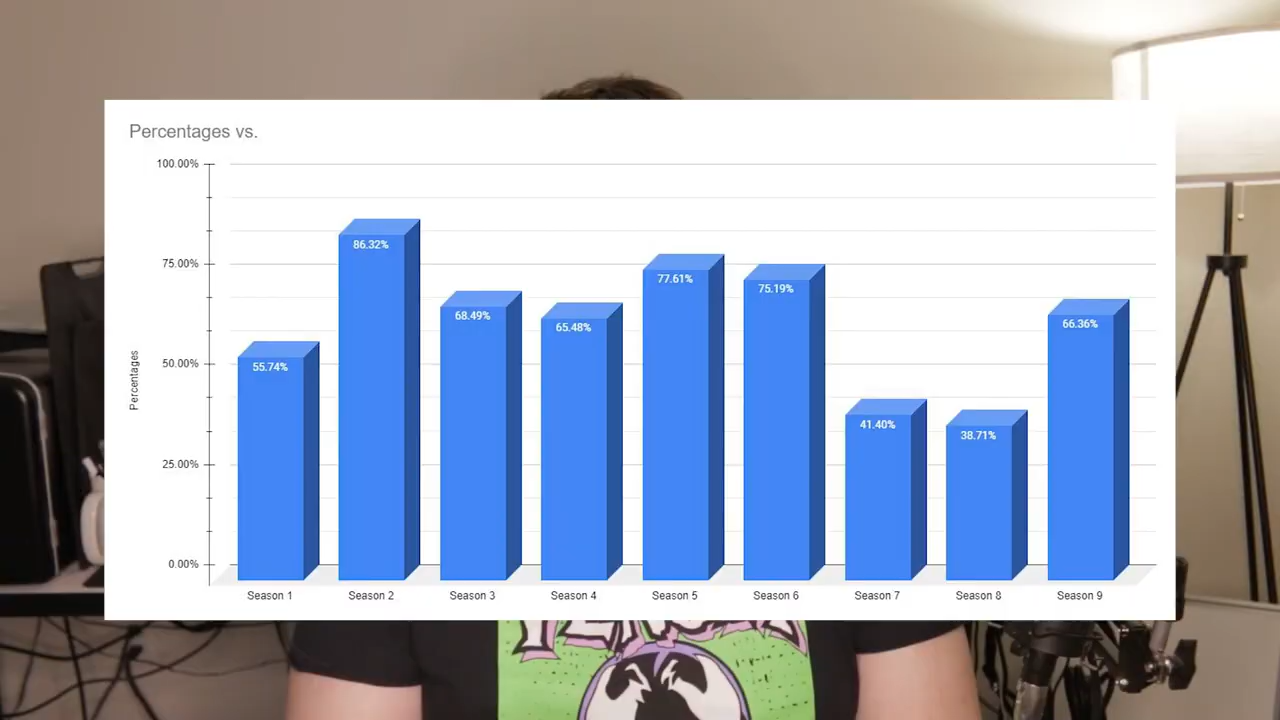 Percentages vs.
100.00%
75.00%
50.00%
25.00%
0.00%
Percentages
55.74%
86.32%
68.49%
65.48%
77.61%
75.19%
41.40%
38.71%
66.36%
Season 1
Season 2
Season 3
Season 4
Season 5
Season 6
Season 7
Season 8
Season 9